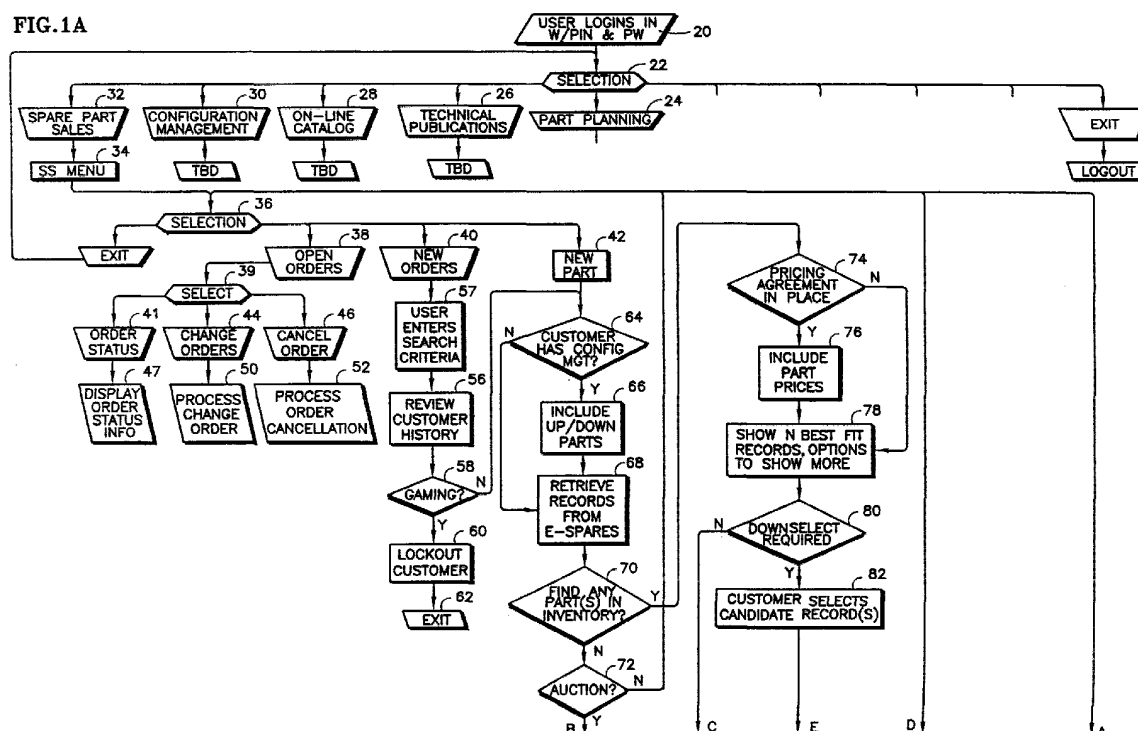 FIG.1A
USER LOGINS IN
W/PIN & PW
20
SELECTION
22
32
SPARE PART
SALES
30
CONFIGURATION
MANAGEMENT
28
ON-LINE
CATALOG
26
TECHNICAL
PUBLICATIONS
24
PART PLANNING
EXIT
34
SS MENU
TBD
TBD
TBD
LOGOUT
36
SELECTION
EXIT
38
OPEN
ORDERS
40
NEW
ORDERS
42
NEW
PART
39
SELECT
41
ORDER
STATUS
44
CHANGE
ORDERS
46
CANCEL
ORDER
47
DISPLAY
ORDER
STATUS
INFO
50
PROCESS
CHANGE
ORDER
52
PROCESS
ORDER
CANCELLATION
57
USER
ENTERS
SEARCH
CRITERIA
56
REVIEW
CUSTOMER
HISTORY
58
GAMING?
N
Y
60
LOCKOUT
CUSTOMER
62
EXIT
64
N
CUSTOMER
HAS CONFIG
MGT?
Y
66
INCLUDE
UP/DOWN
PARTS
68
RETRIEVE
RECORDS
FROM
E-SPARES
70
FIND ANY
PART(S) IN
INVENTORY?
Y
N
72
AUCTION?
N
Y
B
74
PRICING
AGREEMENT
IN PLACE
N
Y
76
INCLUDE
PART
PRICES
78
SHOW N BEST FIT
RECORDS, OPTIONS
TO SHOW MORE
80
N
DOWNSELECT
REQUIRED
Y
82
CUSTOMER SELECTS
CANDIDATE RECORD(S)
C
E
D
A